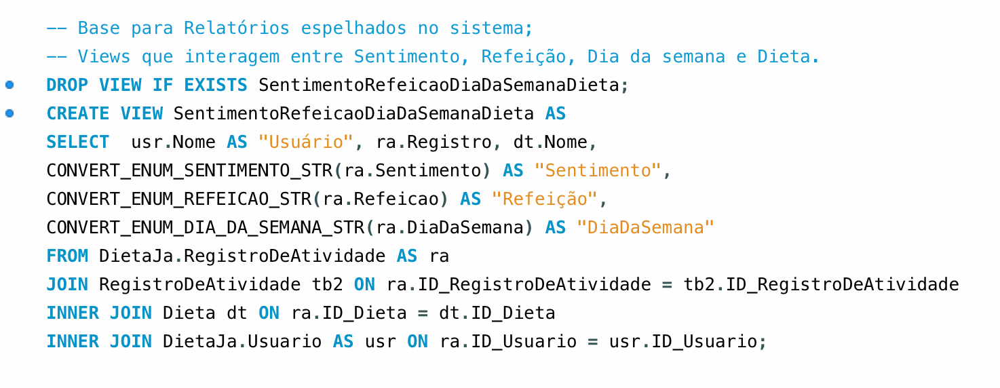 -- Base para Relatórios espelhados no sistema;
-- Views que interagem entre Sentimento, Refeição, Dia da semana e Dieta.
DROP VIEW IF EXISTS SentimentoRefeicaoDiaDaSemanaDieta;
CREATE VIEW SentimentoRefeicaoDiaDaSemanaDieta AS
SELECT  usr.Nome AS "Usuário", ra.Registro, dt.Nome,
CONVERT_ENUM_SENTIMENTO_STR(ra.Sentimento) AS "Sentimento",
CONVERT_ENUM_REFEICAO_STR(ra.Refeicao) AS "Refeição",
CONVERT_ENUM_DIA_DA_SEMANA_STR(ra.DiaDaSemana) AS "DiaDaSemana"
FROM DietaJa.RegistroDeAtividade AS ra
JOIN RegistroDeAtividade tb2 ON ra.ID_RegistroDeAtividade = tb2.ID_RegistroDeAtividade
INNER JOIN Dieta dt ON ra.ID_Dieta = dt.ID_Dieta
INNER JOIN DietaJa.Usuario AS usr ON ra.ID_Usuario = usr.ID_Usuario;